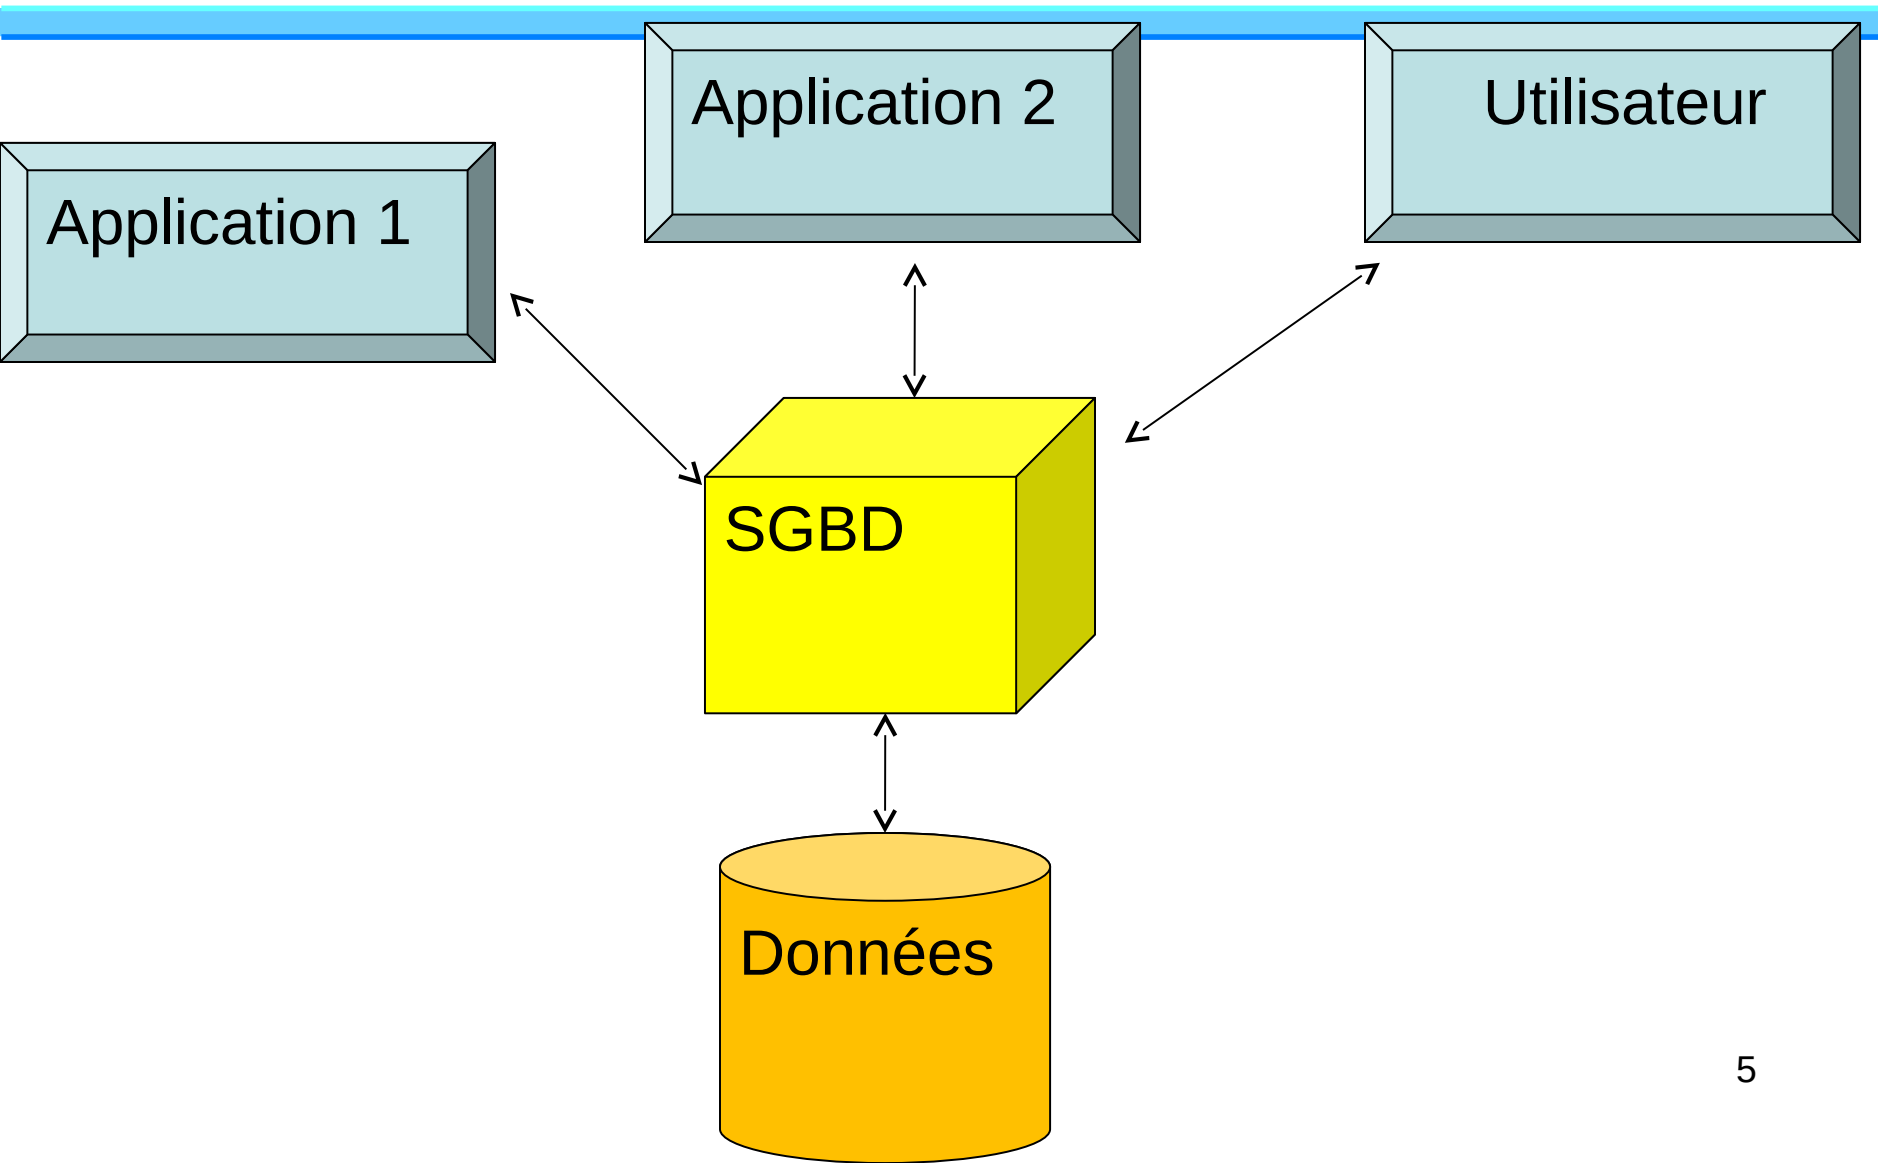 Application 2
Utilisateur
Application 1
SGBD
Données
5